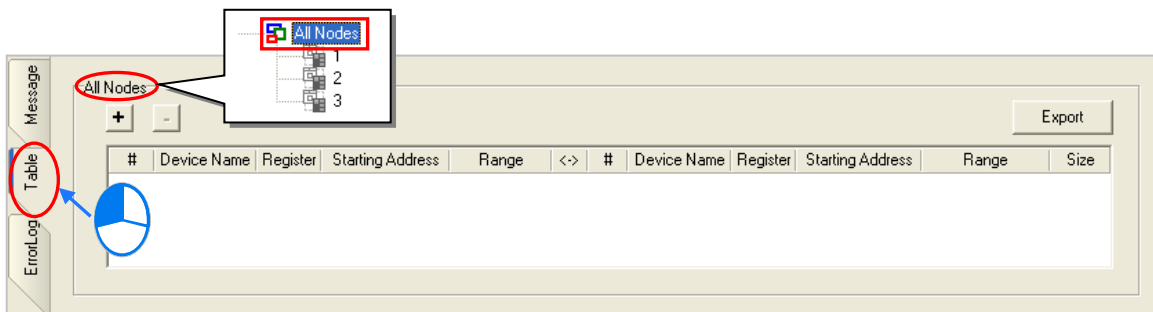 All Nodes
1
2
3
Message
Table
ErrorLog
All Nodes
+
-
Export
# Device Name Register Starting Address Range <-> # Device Name Register Starting Address Range Size